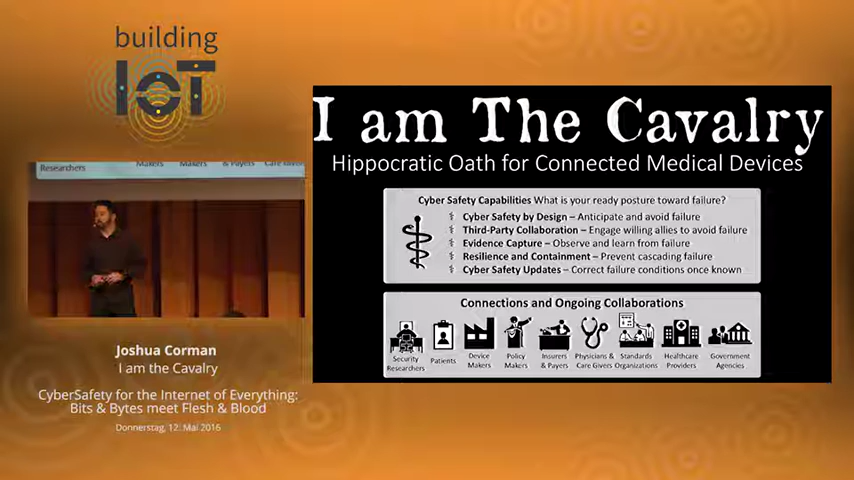 building
IoT
Researchers
Makers
Makers
& Payers
I am The Cavalry
Hippocratic Oath for Connected Medical Devices
Cyber Safety Capabilities What is your ready posture toward failure?
Cyber Safety by Design – Anticipate and avoid failure
Third-Party Collaboration – Engage willing allies to avoid failure
Evidence Capture – Observe and learn from failure
Resilience and Containment – Prevent cascading failure
Cyber Safety Updates – Correct failure conditions once known
Connections and Ongoing Collaborations
Security
Researchers
Patients
Device
Makers
Policy
Makers
Insurers
& Payers
Physicians &
Care Givers
Standards
Organizations
Healthcare
Providers
Government
Agencies
Joshua Corman
I am the Cavalry
CyberSafety for the Internet of Everything:
Bits & Bytes meet Flesh & Blood
Donnerstag, 12. Mai 2016